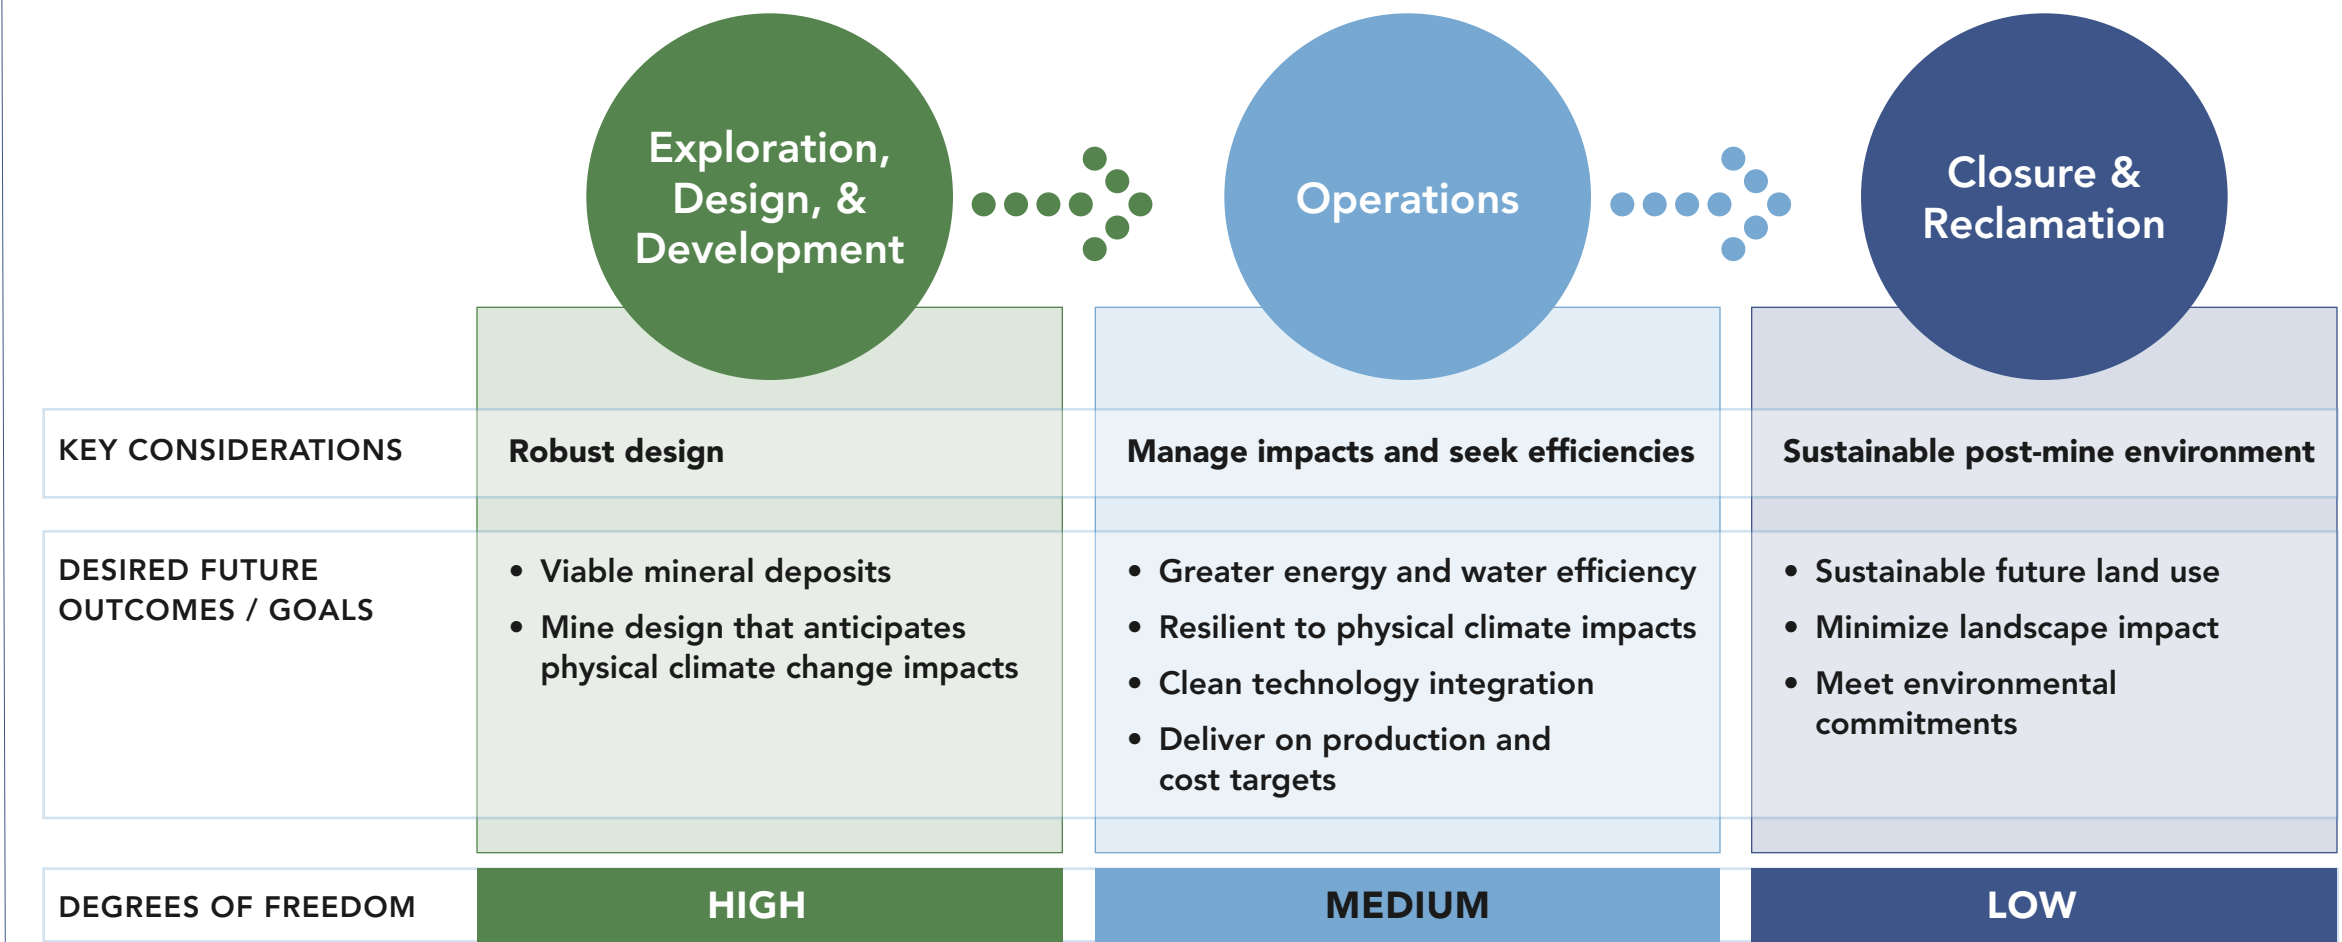 Exploration,
Design, &
Development
Operations
Closure &
Reclamation
KEY CONSIDERATIONS
Robust design
Manage impacts and seek efficiencies
Sustainable post-mine environment
DESIRED FUTURE
OUTCOMES / GOALS
• Viable mineral deposits
• Mine design that anticipates
physical climate change impacts
• Greater energy and water efficiency
• Resilient to physical climate impacts
• Clean technology integration
• Deliver on production and
cost targets
• Sustainable future land use
• Minimize landscape impact
• Meet environmental
commitments
DEGREES OF FREEDOM
HIGH
MEDIUM
LOW